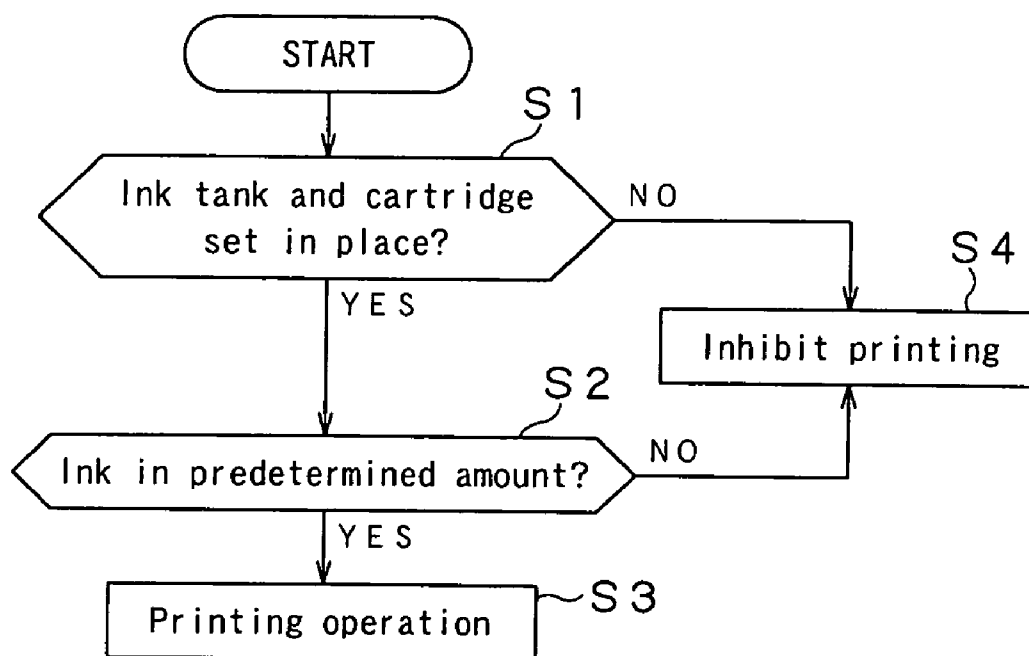 START
S1
Ink tank and cartridge
set in place?
NO
YES
S4
Inhibit printing
S2
Ink in predetermined amount?
NO
YES
S3
Printing operation